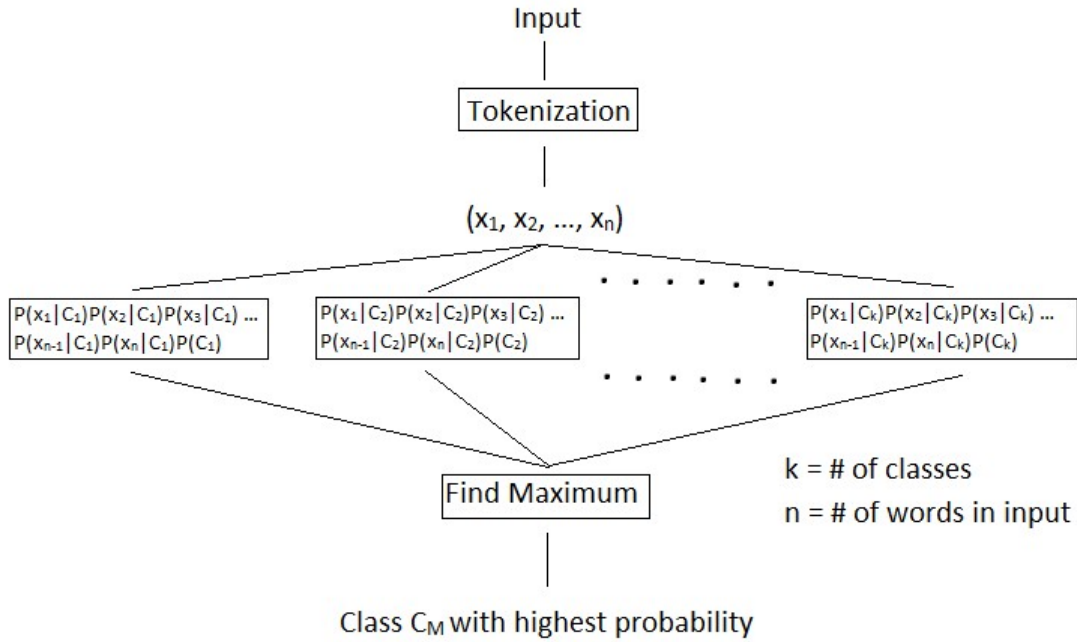 Input
Tokenization
(x₁, x₂, ..., xₙ)
P(x₁|C₁)P(x₂|C₁)P(x₃|C₁) ...
P(xₙ₋₁|C₁)P(xₙ|C₁)P(C₁)
P(x₁|C₂)P(x₂|C₂)P(x₃|C₂) ...
P(xₙ₋₁|C₂)P(xₙ|C₂)P(C₂)
P(x₁|Cₖ)P(x₂|Cₖ)P(x₃|Cₖ) ...
P(xₙ₋₁|Cₖ)P(xₙ|Cₖ)P(Cₖ)
Find Maximum
k = # of classes
n = # of words in input
Class C_M with highest probability